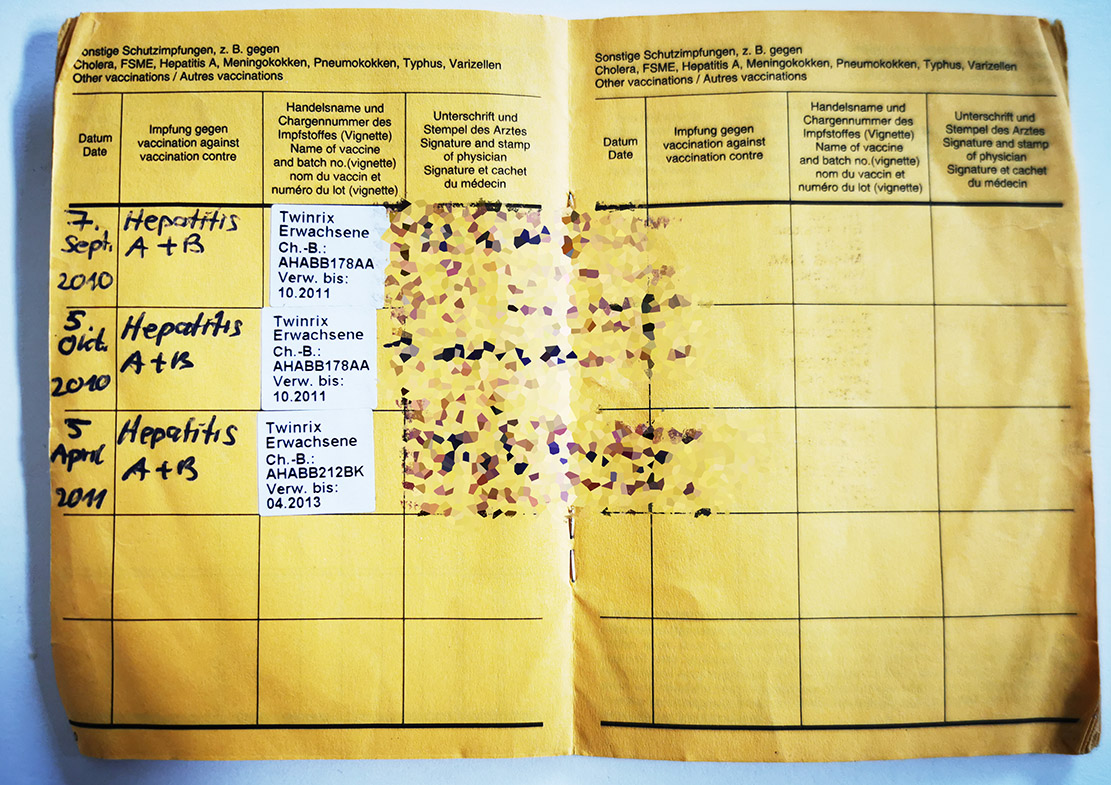 onstige Schutzimpfungen, z. B. gegen
Cholera, FSME, Hepatitis A, Meningokokken, Pneumokokken, Typhus, Varizellen
Other vaccinations / Autres vaccinations
Datum
Date
Impfung gegen
vaccination against
vaccination contre
Handelsname und
Chargennummer des
Impfstoffes (Vignette)
Name of vaccine
and batch no.(vignette)
nom du vaccin et
numéro du lot (vignette)
Unterschrift und
Stempel des Arztes
Signature and stamp
of physician
Signature et cachet
du médecin
7.
Sept.
2010
Hepatitis
A + B
Twinrix
Erwachsene
Ch.-B.:
AHABB178AA
Verw. bis:
10.2011
5.
Okt.
2010
Hepatitis
A + B
Twinrix
Erwachsene
Ch.-B.:
AHABB178AA
Verw. bis:
10.2011
5
April
2011
Hepatitis
A + B
Twinrix
Erwachsene
Ch.-B.:
AHABB212BK
Verw. bis:
04.2013
Sonstige Schutzimpfungen, z. B. gegen
Cholera, FSME, Hepatitis A, Meningokokken, Pneumokokken, Typhus, Varizellen
Other vaccinations / Autres vaccinations
Datum
Date
Impfung gegen
vaccination against
vaccination contre
Handelsname und
Chargennummer des
Impfstoffes (Vignette)
Name of vaccine
and batch no.(vignette)
nom du vaccin et
numéro du lot (vignette)
Unterschrift und
Stempel des Arztes
Signature and stamp
of physician
Signature et cachet
du médecin